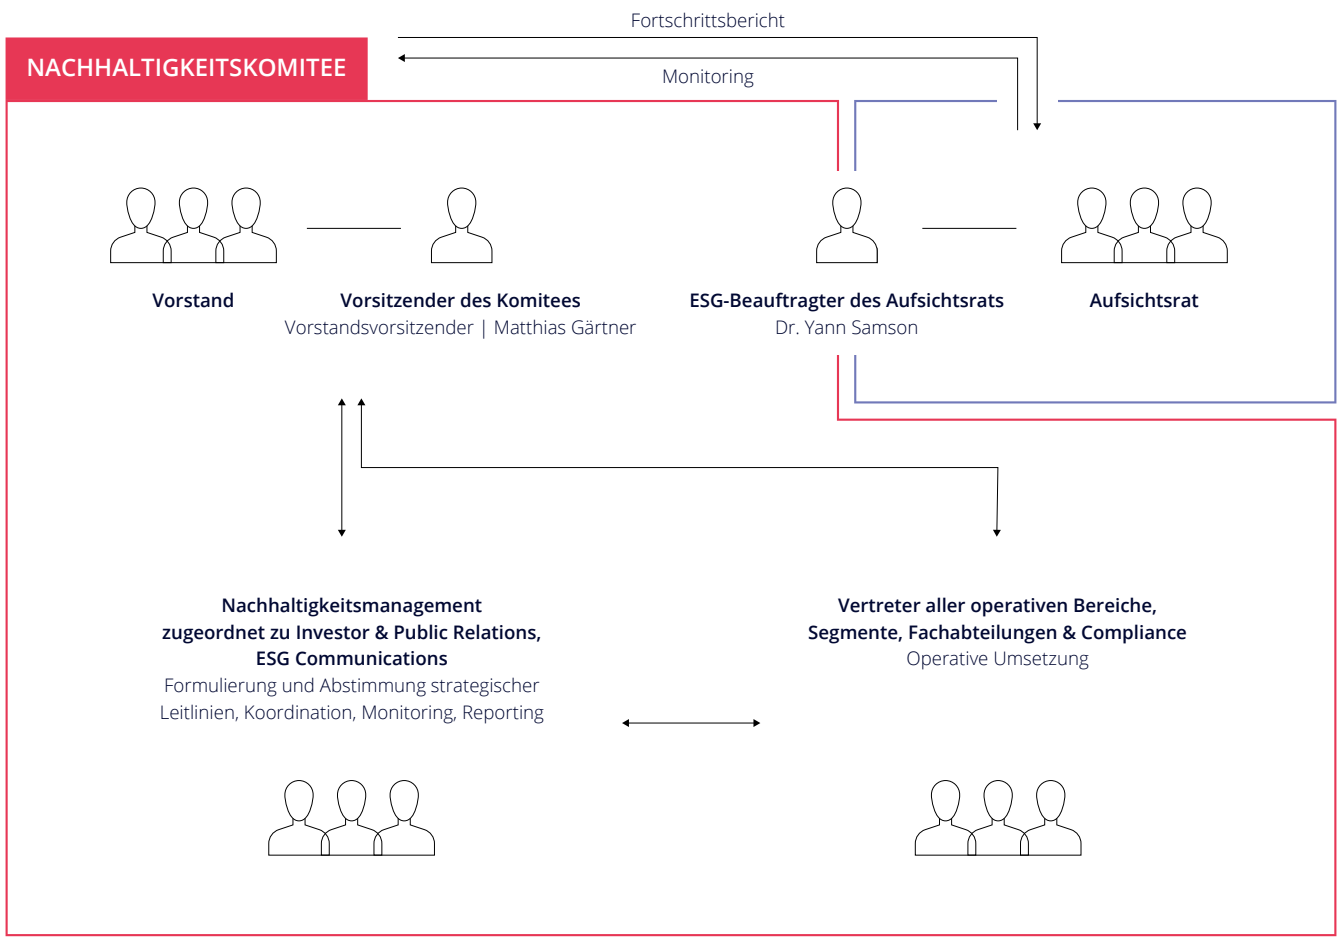 Fortschrittsbericht
NACHHALTIGKEITSKOMITEE
Monitoring
Vorstand
Vorsitzender des Komitees
Vorstandsvorsitzender | Matthias Gärtner
ESG-Beauftragter des Aufsichtsrats
Dr. Yann Samson
Aufsichtsrat
Nachhaltigkeitsmanagement
zugeordnet zu Investor & Public Relations,
ESG Communications
Formulierung und Abstimmung strategischer
Leitlinien, Koordination, Monitoring, Reporting
Vertreter aller operativen Bereiche,
Segmente, Fachabteilungen & Compliance
Operative Umsetzung